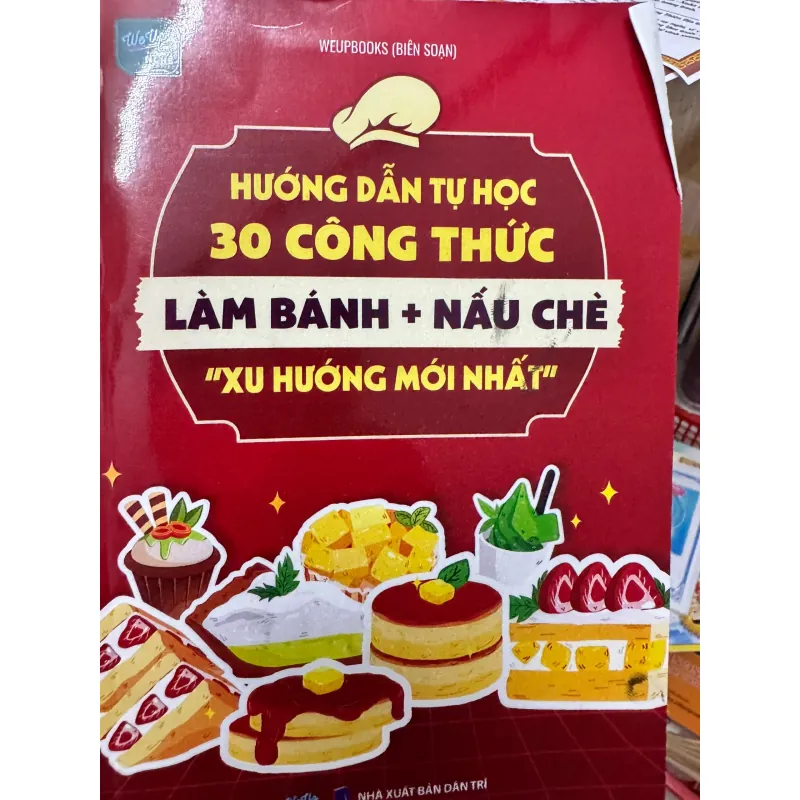 WEUPBOOKS (BIÊN SOẠN)
HƯỚNG DẪN TỰ HỌC
30 CÔNG THỨC
LÀM BÁNH + NẤU CHÈ
"XU HƯỚNG MỚI NHẤT"
NHÀ XUẤT BẢN DÂN TRÍ